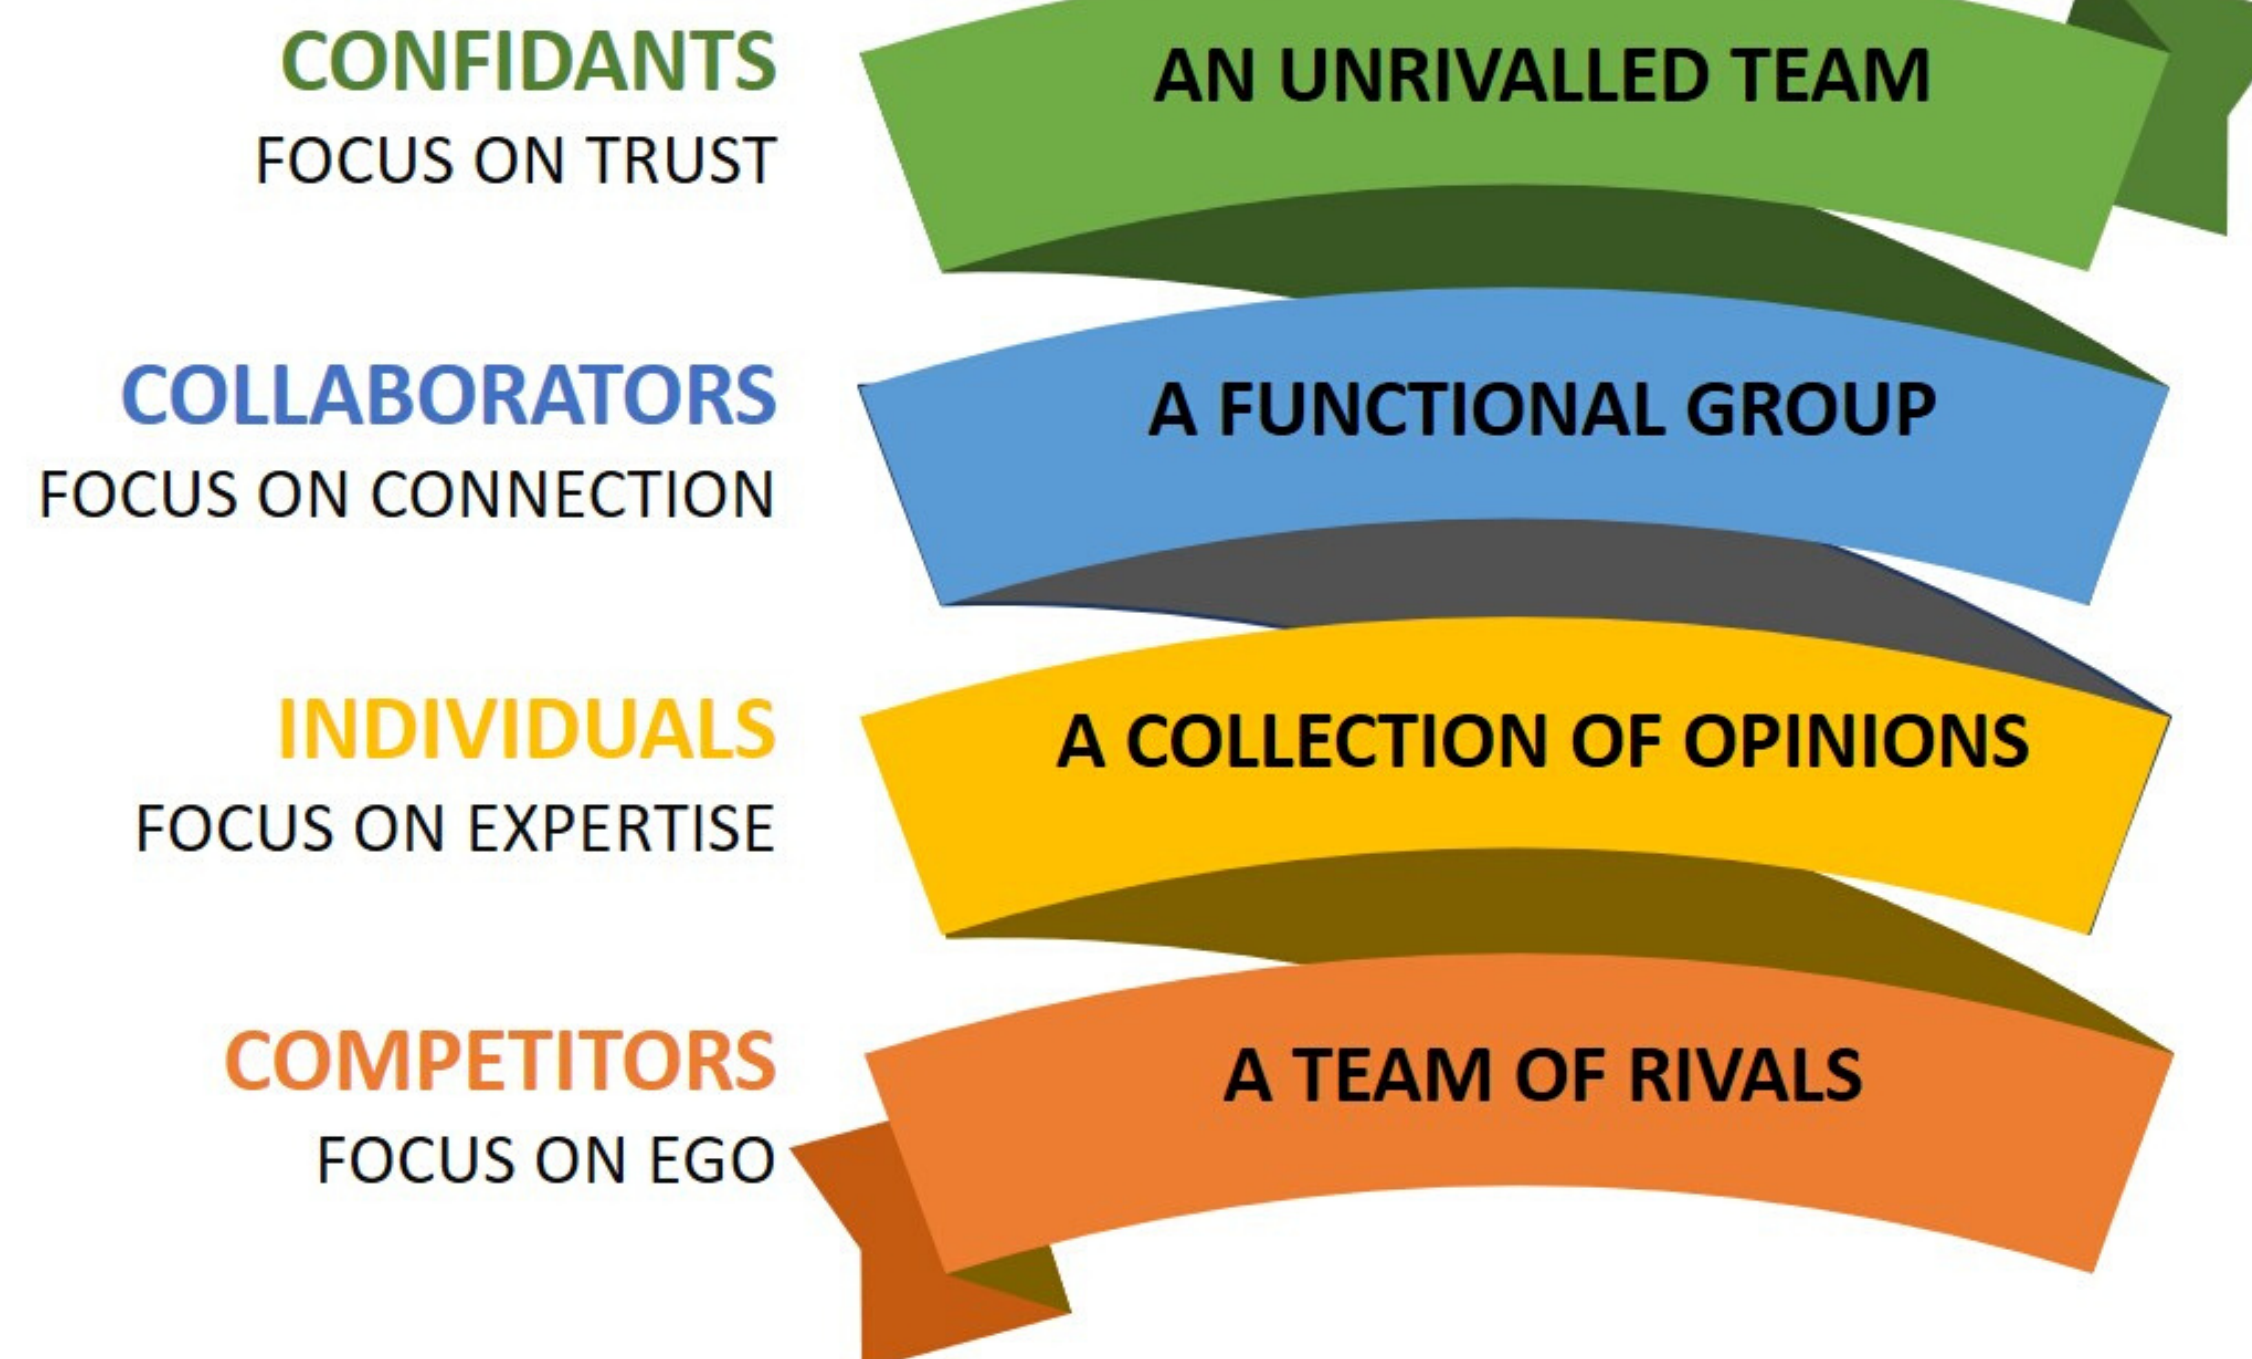 CONFIDANTS
FOCUS ON TRUST
AN UNRIVALLED TEAM
COLLABORATORS
FOCUS ON CONNECTION
A FUNCTIONAL GROUP
INDIVIDUALS
FOCUS ON EXPERTISE
A COLLECTION OF OPINIONS
COMPETITORS
FOCUS ON EGO
A TEAM OF RIVALS